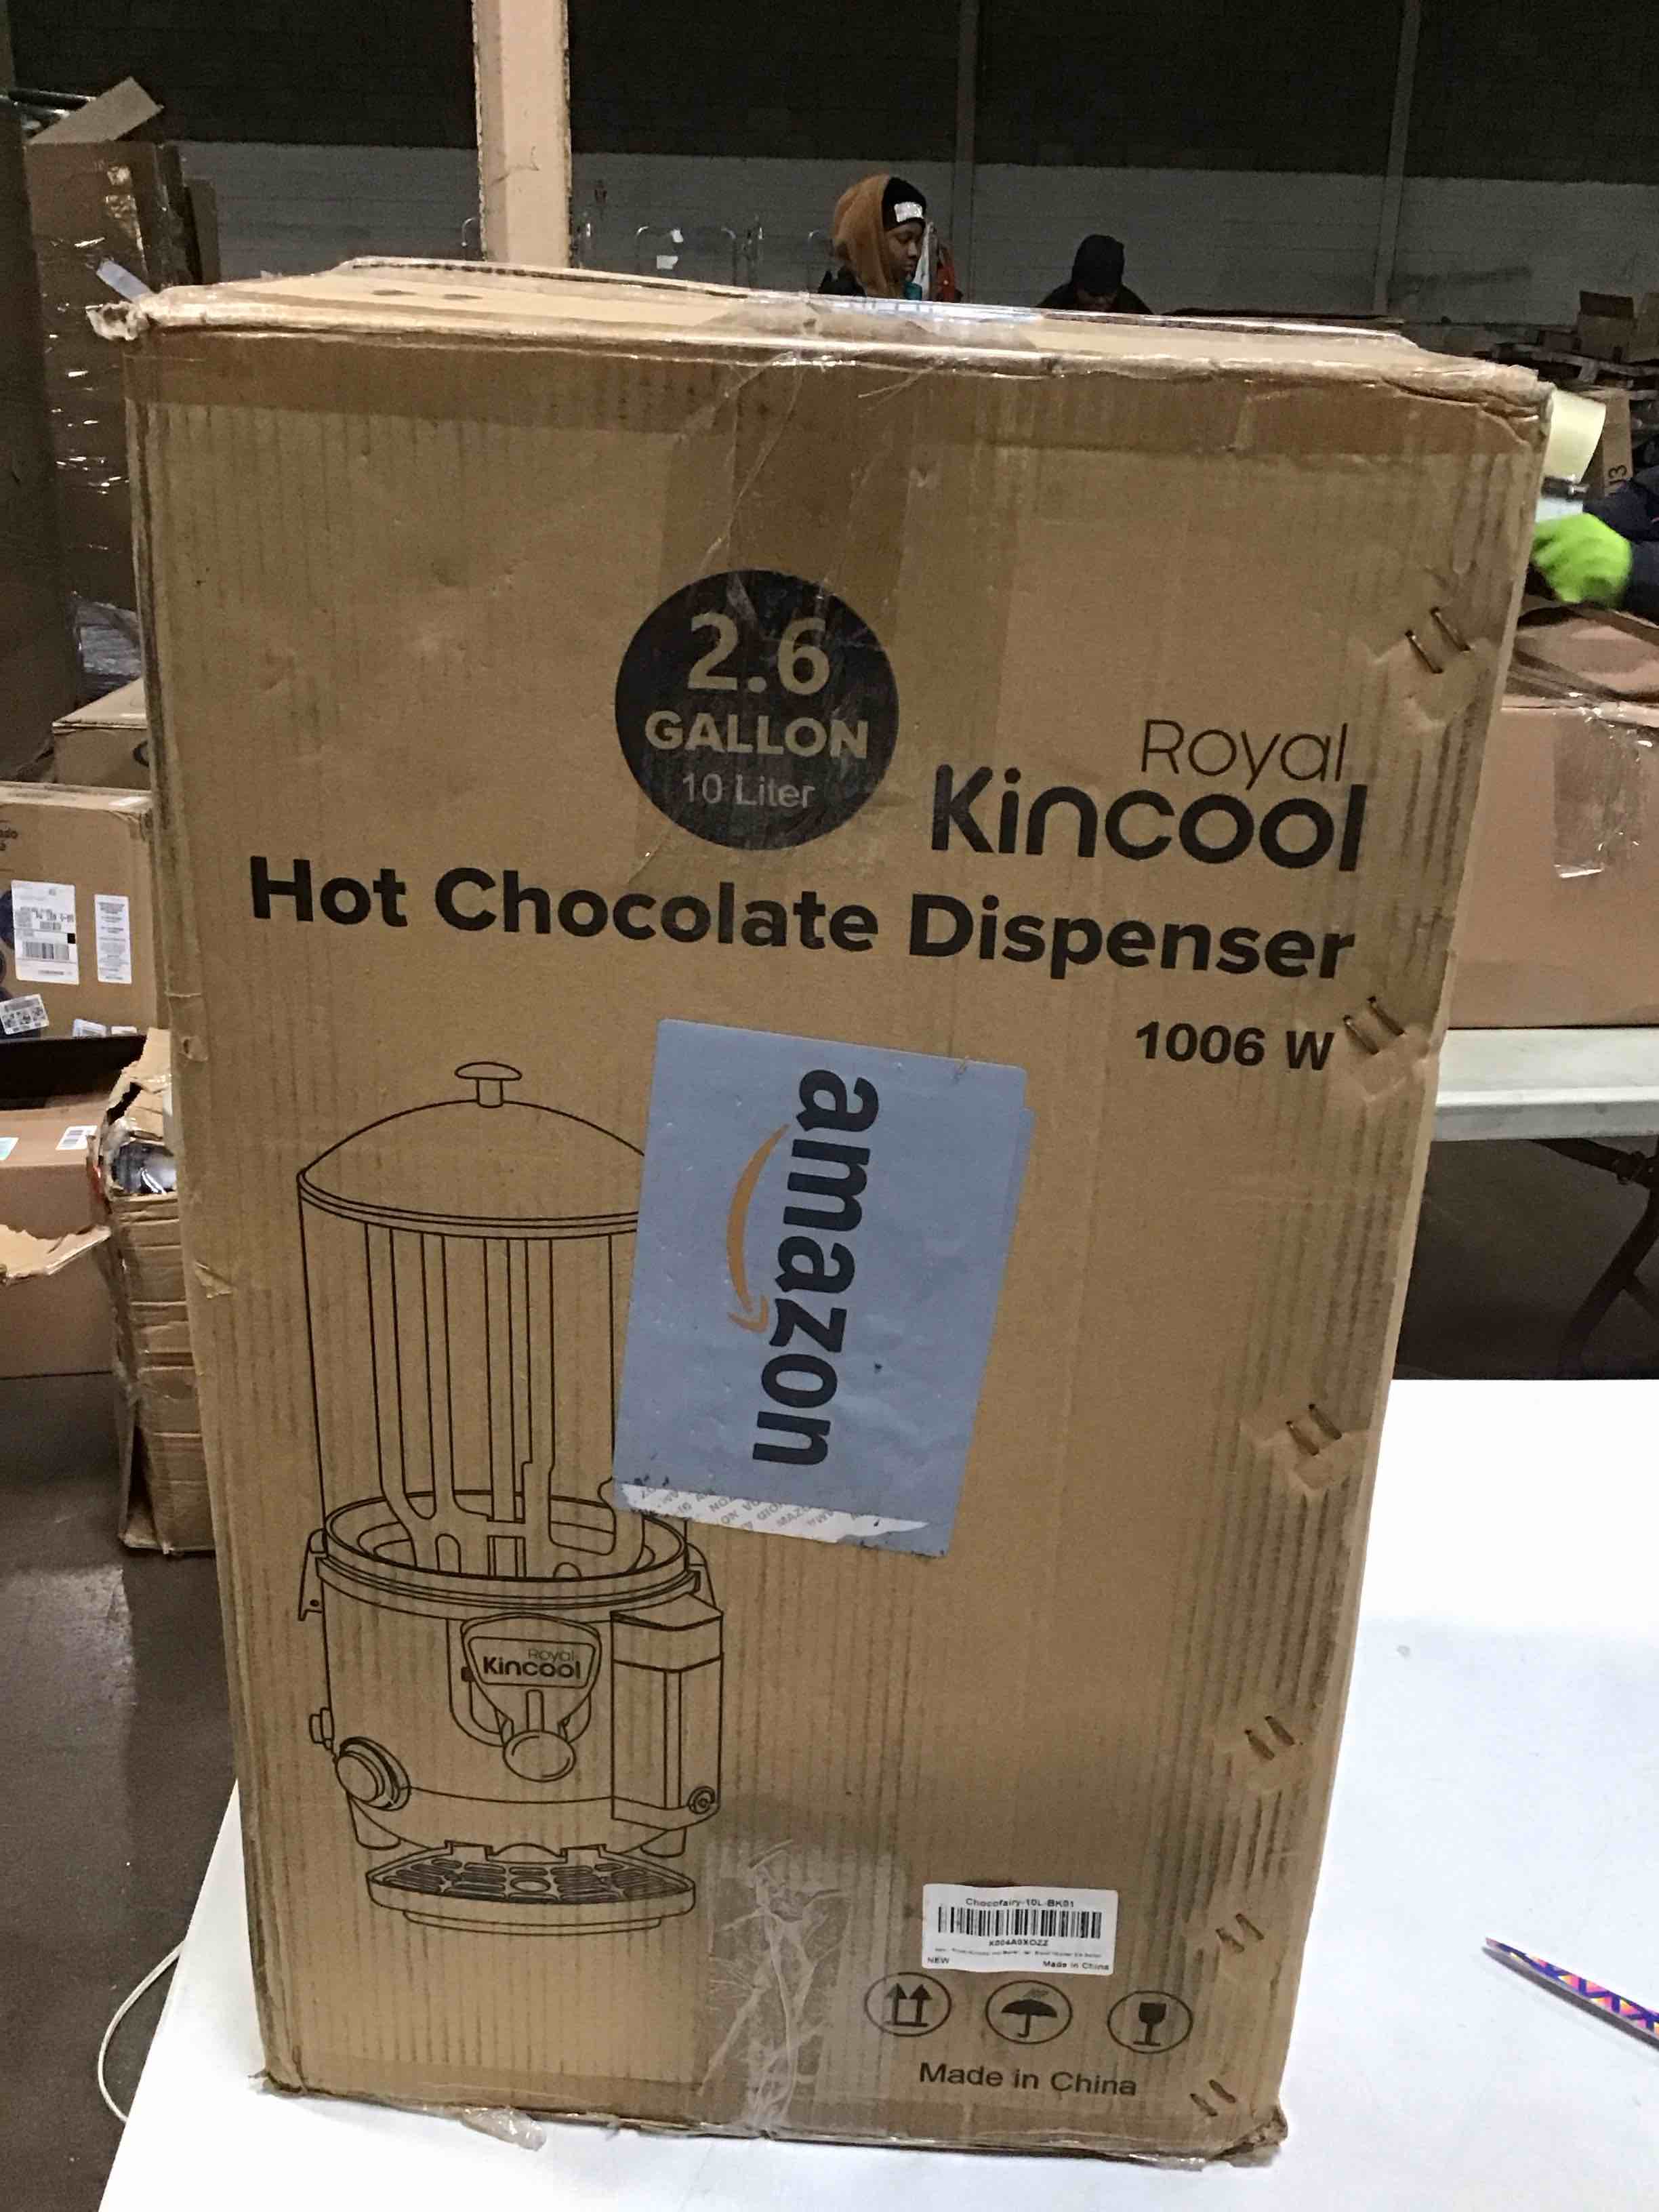 2.6
GALLON
10 Liter
Royal
Kincool
Hot Chocolate Dispenser
1006 W
amazon
Royal
Kincool
Chocofairy-10L-BK01
X004A0XOZZ
NEW
Made in China
Made in China